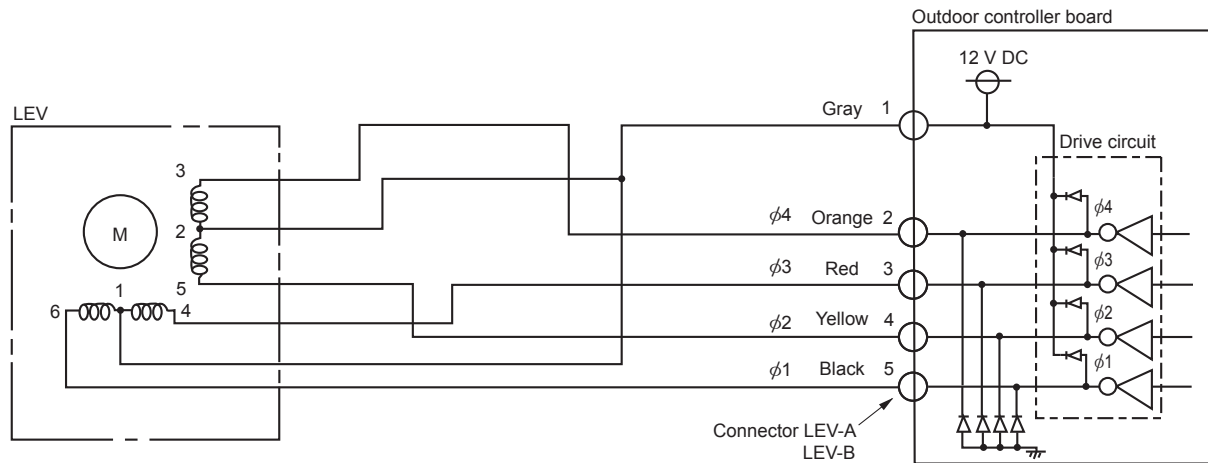 Outdoor controller board
12 V DC
LEV
Gray 1
Drive circuit
3
ϕ4
ϕ4 Orange 2
M
2
ϕ3
ϕ3 Red 3
5
1
6
4
ϕ2
ϕ2 Yellow 4
ϕ1
ϕ1 Black 5
Connector LEV-A
LEV-B